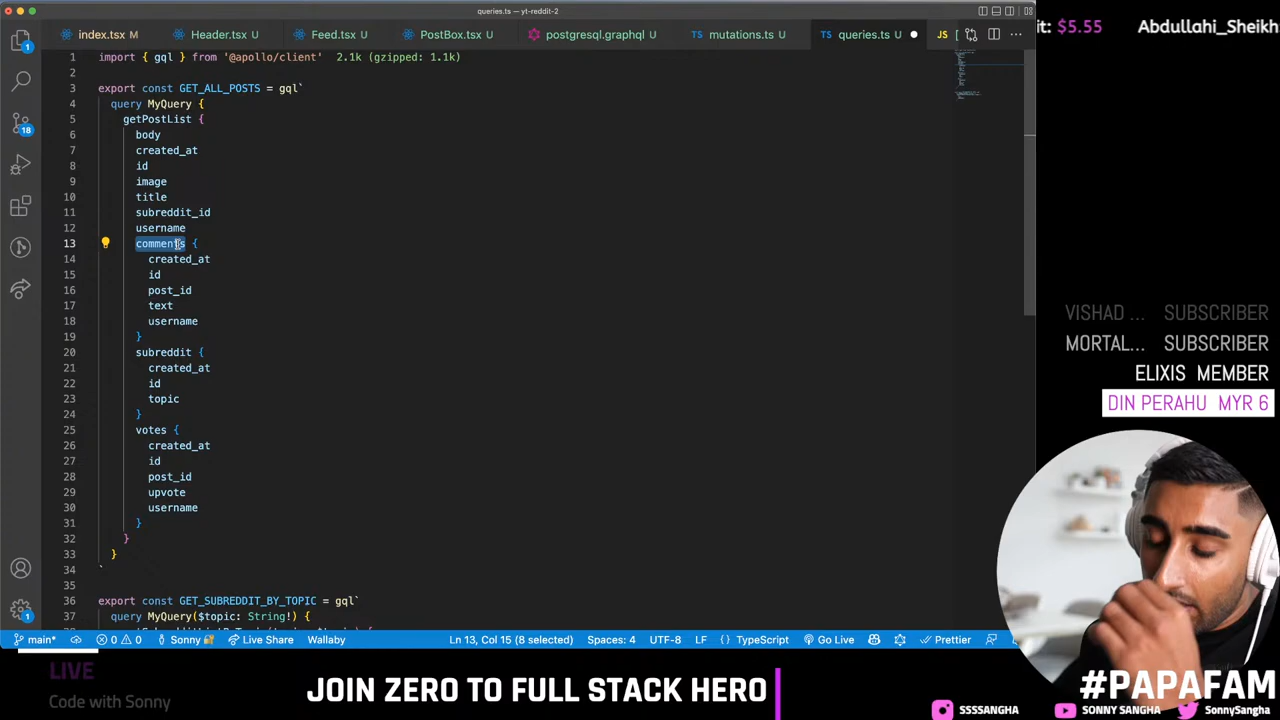 queries.ts — yt-reddit-2
index.tsx M
Header.tsx U
Feed.tsx U
PostBox.tsx U
postgresql.graphql U
TS mutations.ts U
TS queries.ts
JS
it: $5.55
Abdullahi_Sheikh
1 import { gql } from '@apollo/client' 2.1k (gzipped: 1.1k)
2
3 export const GET_ALL_POSTS = gql`
4 query MyQuery {
5 getPostList {
6 body
7 created_at
8 id
9 image
10 title
11 subreddit_id
12 username
13 comments {
14 created_at
15 id
16 post_id
17 text
18 username
19 }
20 subreddit {
21 created_at
22 id
23 topic
24 }
25 votes {
26 created_at
27 id
28 post_id
29 upvote
30 username
31 }
32 }
33 }
34 `
35
36 export const GET_SUBREDDIT_BY_TOPIC = gql`
37 query MyQuery($topic: String!) {
1
18
1
VISHAD ... SUBSCRIBER
MORTAL... SUBSCRIBER
ELIXIS MEMBER
DIN PERAHU MYR 6
main* 0 0 Sonny Live Share Wallaby Ln 13, Col 15 (8 selected) Spaces: 4 UTF-8 LF {} TypeScript Go Live Prettier
LIVE
Code with Sonny
JOIN ZERO TO FULL STACK HERO
#PAPAFAM
SSSSANGHA SONNY SANGHA SonnySangha